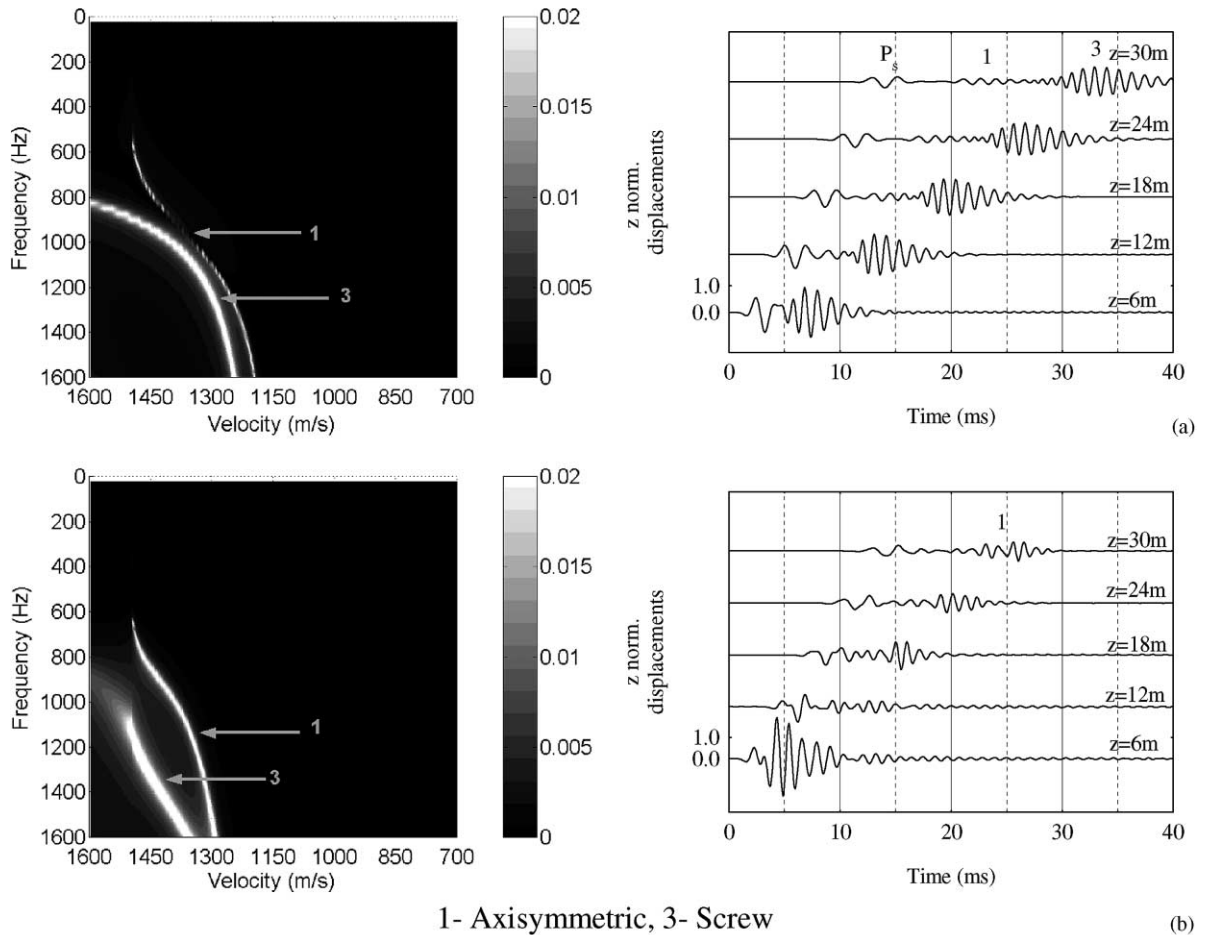 0
200
400
600
800
1000
1200
1400
1600
Frequency (Hz)
1600 1450 1300 1150 1000 850 700
Velocity (m/s)
1
3
0.02
0.015
0.01
0.005
0
z norm.
displacements
1.0
0.0
Pₛ
1
3
z=30m
z=24m
z=18m
z=12m
z=6m
0 10 20 30 40
Time (ms)
(a)
0
200
400
600
800
1000
1200
1400
1600
Frequency (Hz)
1600 1450 1300 1150 1000 850 700
Velocity (m/s)
1
3
0.02
0.015
0.01
0.005
0
z norm.
displacements
1.0
0.0
1
z=30m
z=24m
z=18m
z=12m
z=6m
0 10 20 30 40
Time (ms)
1- Axisymmetric, 3- Screw
(b)